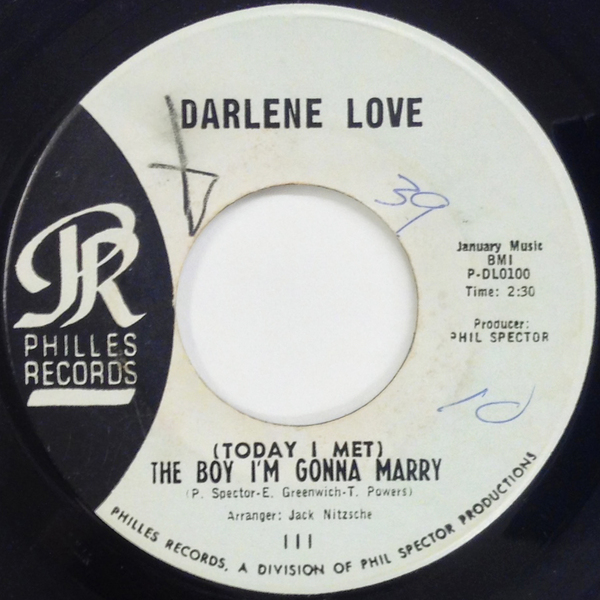 DARLENE LOVE
39
January Music
BMI
P-DL0100
Time: 2:30
Producer:
PHIL SPECTOR
PR
PHILLES
RECORDS
(TODAY I MET)
THE BOY I'M GONNA MARRY
(P. Spector-E. Greenwich-T. Powers)
Arranger: Jack Nitzsche
111
PHILLES RECORDS, A DIVISION OF PHIL SPECTOR PRODUCTIONS